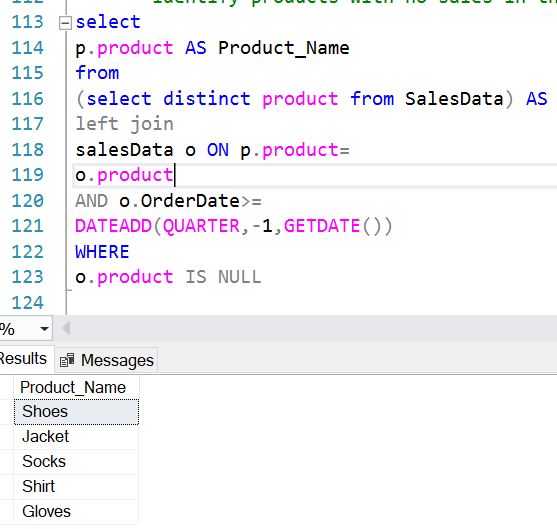 Identify products with no sales in th
113 select
114 p.product AS Product_Name
115 from
116 (select distinct product from SalesData) AS
117 left join
118 salesData o ON p.product=
119 o.product
120 AND o.OrderDate>=
121 DATEADD(QUARTER,-1,GETDATE())
122 WHERE
123 o.product IS NULL
124
%
Results Messages
Product_Name
Shoes
Jacket
Socks
Shirt
Gloves